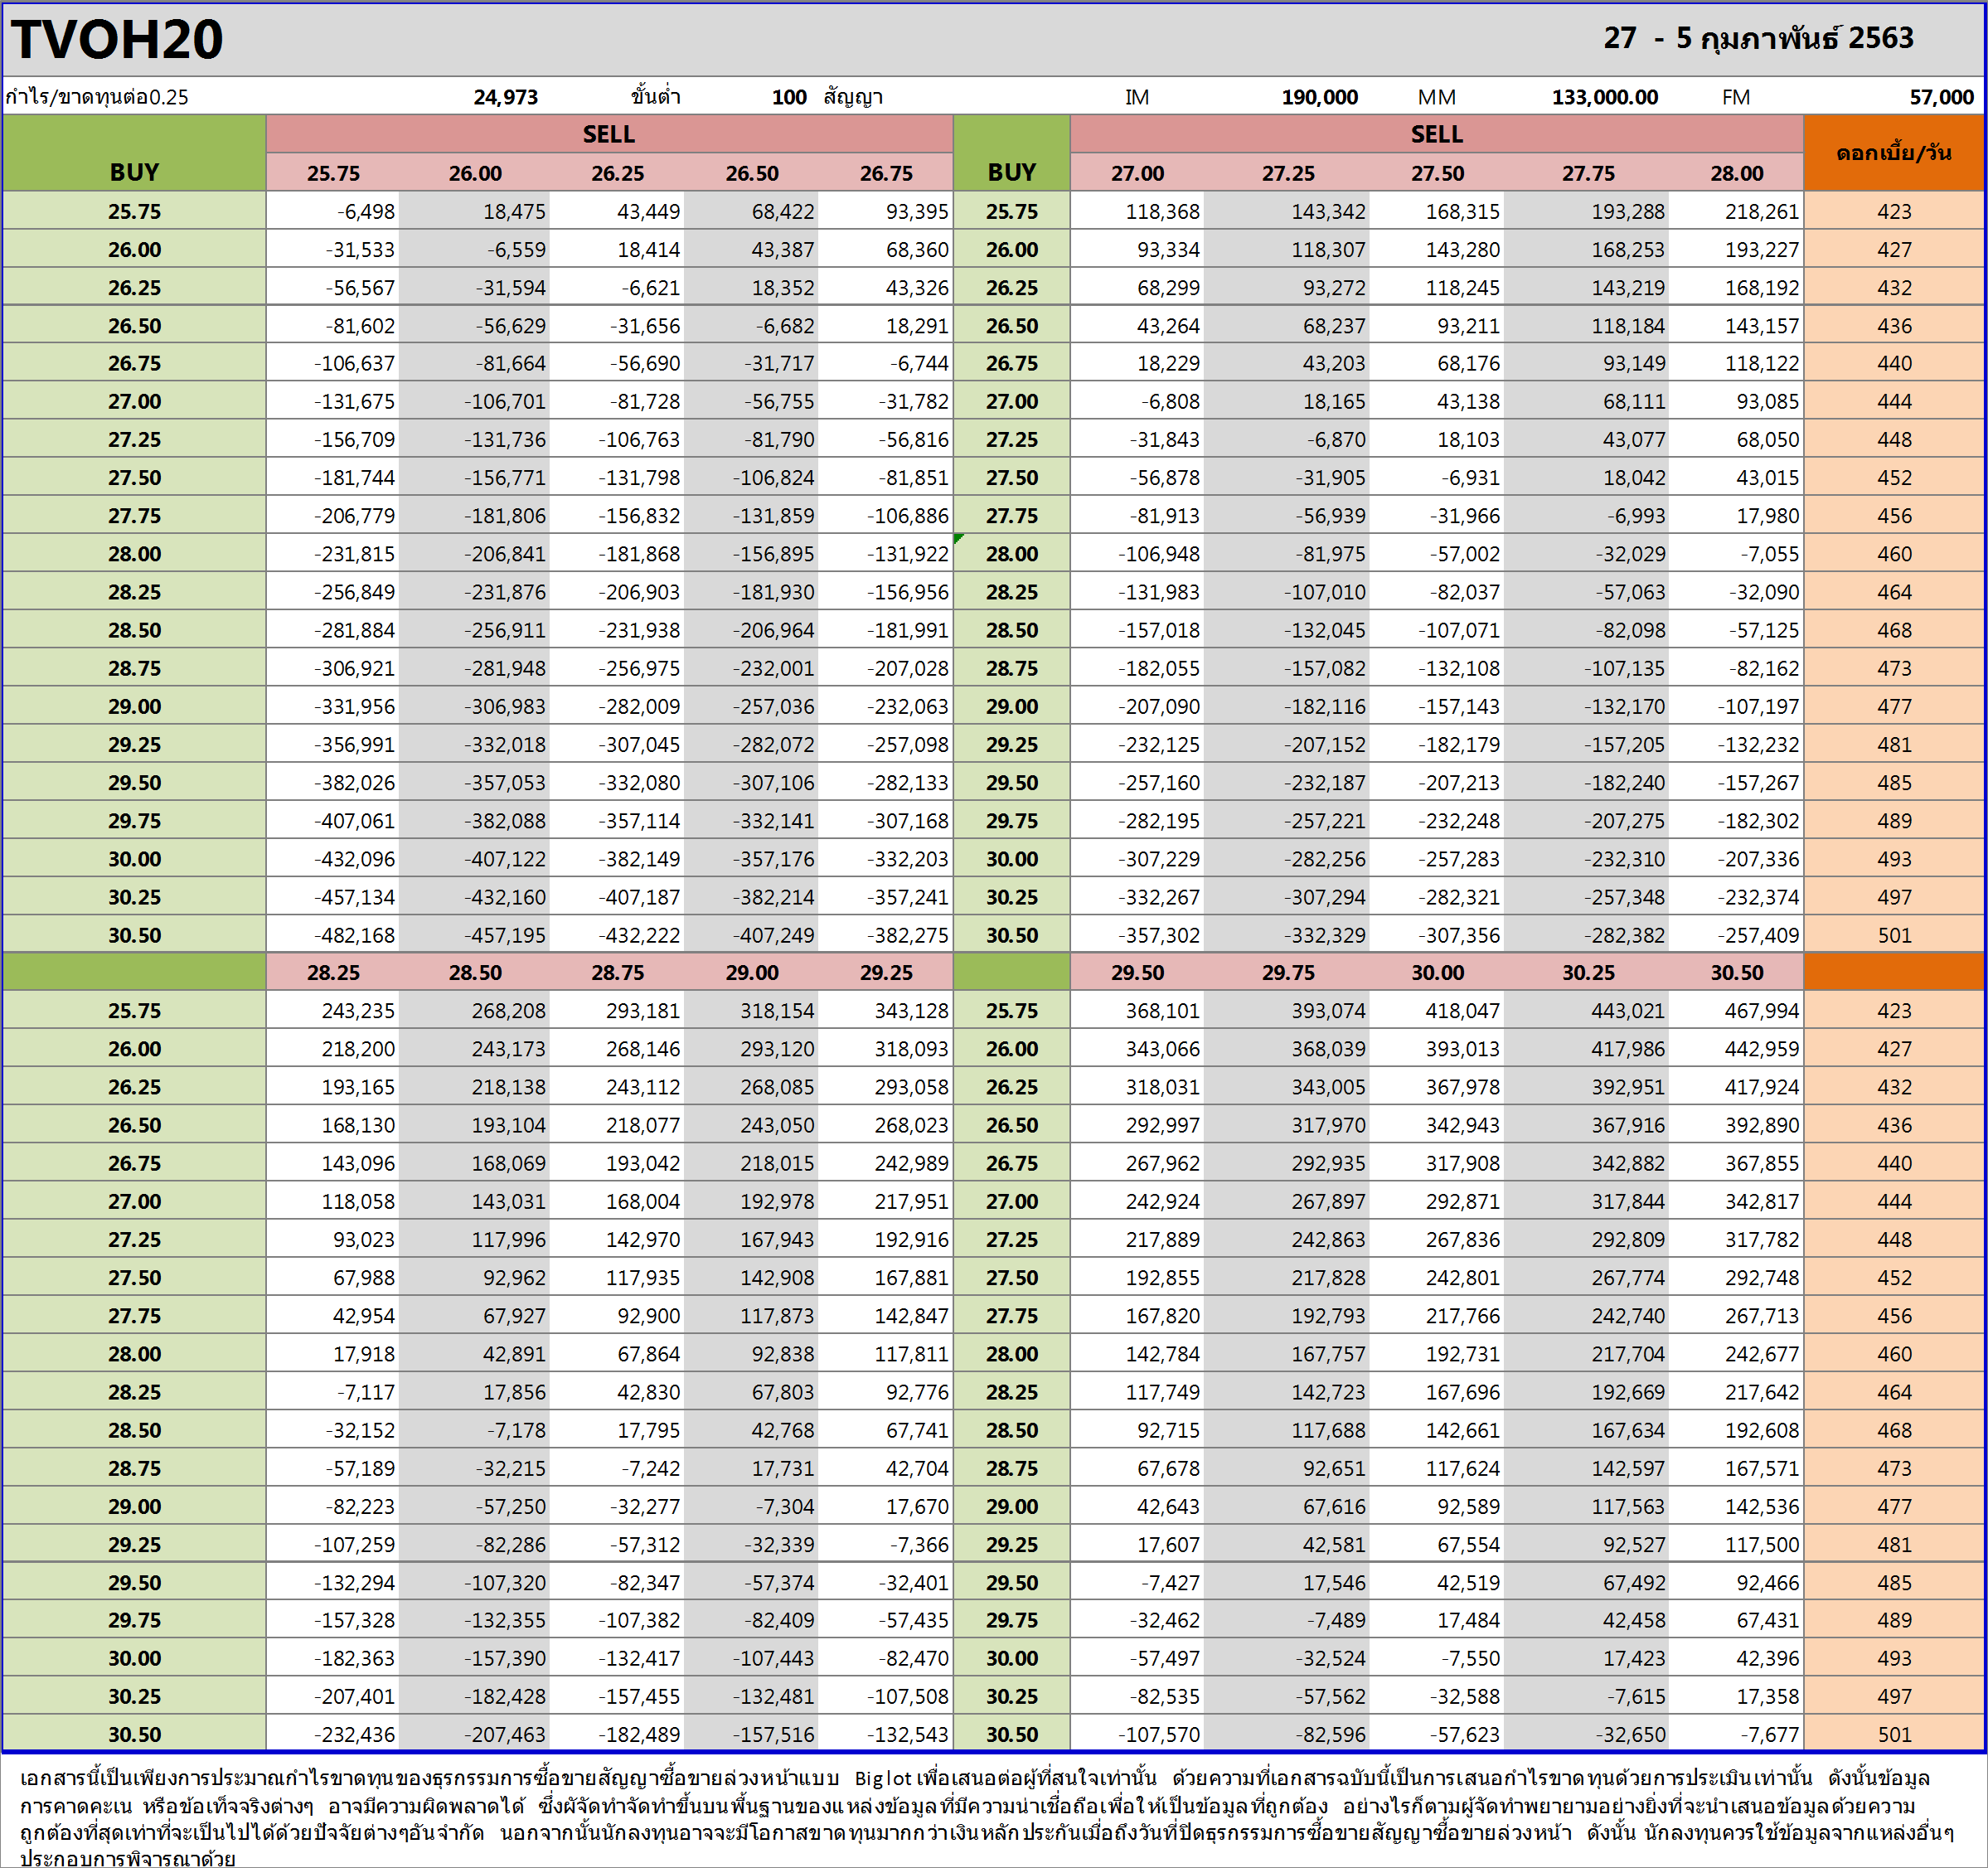 TVOH20 27 - 5 กุมภาพันธ์ 2563
กำไร/ขาดทุนต่อ0.25 24,973 ขั้นต่ำ 100 สัญญา IM 190,000 MM 133,000.00 FM 57,000
BUY SELL BUY SELL ดอกเบี้ย/วัน
25.75 26.00 26.25 26.50 26.75 27.00 27.25 27.50 27.75 28.00
25.75 -6,498 18,475 43,449 68,422 93,395 25.75 118,368 143,342 168,315 193,288 218,261 423
26.00 -31,533 -6,559 18,414 43,387 68,360 26.00 93,334 118,307 143,280 168,253 193,227 427
26.25 -56,567 -31,594 -6,621 18,352 43,326 26.25 68,299 93,272 118,245 143,219 168,192 432
26.50 -81,602 -56,629 -31,656 -6,682 18,291 26.50 43,264 68,237 93,211 118,184 143,157 436
26.75 -106,637 -81,664 -56,690 -31,717 -6,744 26.75 18,229 43,203 68,176 93,149 118,122 440
27.00 -131,675 -106,701 -81,728 -56,755 -31,782 27.00 -6,808 18,165 43,138 68,111 93,085 444
27.25 -156,709 -131,736 -106,763 -81,790 -56,816 27.25 -31,843 -6,870 18,103 43,077 68,050 448
27.50 -181,744 -156,771 -131,798 -106,824 -81,851 27.50 -56,878 -31,905 -6,931 18,042 43,015 452
27.75 -206,779 -181,806 -156,832 -131,859 -106,886 27.75 -81,913 -56,939 -31,966 -6,993 17,980 456
28.00 -231,815 -206,841 -181,868 -156,895 -131,922 28.00 -106,948 -81,975 -57,002 -32,029 -7,055 460
28.25 -256,849 -231,876 -206,903 -181,930 -156,956 28.25 -131,983 -107,010 -82,037 -57,063 -32,090 464
28.50 -281,884 -256,911 -231,938 -206,964 -181,991 28.50 -157,018 -132,045 -107,071 -82,098 -57,125 468
28.75 -306,921 -281,948 -256,975 -232,001 -207,028 28.75 -182,055 -157,082 -132,108 -107,135 -82,162 473
29.00 -331,956 -306,983 -282,009 -257,036 -232,063 29.00 -207,090 -182,116 -157,143 -132,170 -107,197 477
29.25 -356,991 -332,018 -307,045 -282,072 -257,098 29.25 -232,125 -207,152 -182,179 -157,205 -132,232 481
29.50 -382,026 -357,053 -332,080 -307,106 -282,133 29.50 -257,160 -232,187 -207,213 -182,240 -157,267 485
29.75 -407,061 -382,088 -357,114 -332,141 -307,168 29.75 -282,195 -257,221 -232,248 -207,275 -182,302 489
30.00 -432,096 -407,122 -382,149 -357,176 -332,203 30.00 -307,229 -282,256 -257,283 -232,310 -207,336 493
30.25 -457,134 -432,160 -407,187 -382,214 -357,241 30.25 -332,267 -307,294 -282,321 -257,348 -232,374 497
30.50 -482,168 -457,195 -432,222 -407,249 -382,275 30.50 -357,302 -332,329 -307,356 -282,382 -257,409 501
28.25 28.50 28.75 29.00 29.25 29.50 29.75 30.00 30.25 30.50
25.75 243,235 268,208 293,181 318,154 343,128 25.75 368,101 393,074 418,047 443,021 467,994 423
26.00 218,200 243,173 268,146 293,120 318,093 26.00 343,066 368,039 393,013 417,986 442,959 427
26.25 193,165 218,138 243,112 268,085 293,058 26.25 318,031 343,005 367,978 392,951 417,924 432
26.50 168,130 193,104 218,077 243,050 268,023 26.50 292,997 317,970 342,943 367,916 392,890 436
26.75 143,096 168,069 193,042 218,015 242,989 26.75 267,962 292,935 317,908 342,882 367,855 440
27.00 118,058 143,031 168,004 192,978 217,951 27.00 242,924 267,897 292,871 317,844 342,817 444
27.25 93,023 117,996 142,970 167,943 192,916 27.25 217,889 242,863 267,836 292,809 317,782 448
27.50 67,988 92,962 117,935 142,908 167,881 27.50 192,855 217,828 242,801 267,774 292,748 452
27.75 42,954 67,927 92,900 117,873 142,847 27.75 167,820 192,793 217,766 242,740 267,713 456
28.00 17,918 42,891 67,864 92,838 117,811 28.00 142,784 167,757 192,731 217,704 242,677 460
28.25 -7,117 17,856 42,830 67,803 92,776 28.25 117,749 142,723 167,696 192,669 217,642 464
28.50 -32,152 -7,178 17,795 42,768 67,741 28.50 92,715 117,688 142,661 167,634 192,608 468
28.75 -57,189 -32,215 -7,242 17,731 42,704 28.75 67,678 92,651 117,624 142,597 167,571 473
29.00 -82,223 -57,250 -32,277 -7,304 17,670 29.00 42,643 67,616 92,589 117,563 142,536 477
29.25 -107,259 -82,286 -57,312 -32,339 -7,366 29.25 17,607 42,581 67,554 92,527 117,500 481
29.50 -132,294 -107,320 -82,347 -57,374 -32,401 29.50 -7,427 17,546 42,519 67,492 92,466 485
29.75 -157,328 -132,355 -107,382 -82,409 -57,435 29.75 -32,462 -7,489 17,484 42,458 67,431 489
30.00 -182,363 -157,390 -132,417 -107,443 -82,470 30.00 -57,497 -32,524 -7,550 17,423 42,396 493
30.25 -207,401 -182,428 -157,455 -132,481 -107,508 30.25 -82,535 -57,562 -32,588 -7,615 17,358 497
30.50 -232,436 -207,463 -182,489 -157,516 -132,543 30.50 -107,570 -82,596 -57,623 -32,650 -7,677 501
เอกสารนี้เป็นเพียงการประมาณกำไรขาดทุนของธุรกรรมการซื้อขายสัญญาซื้อขายล่วงหน้าแบบ Big lot เพื่อเสนอต่อผู้ที่สนใจเท่านั้น ด้วยความที่เอกสารฉบับนี้เป็นการเสนอกำไรขาดทุนด้วยการประเมินเท่านั้น ดังนั้นข้อมูล
การคาดคะเน หรือข้อเท็จจริงต่างๆ อาจมีความผิดพลาดได้ ซึ่งผัจัดทำจัดทำขึ้นบนพื้นฐานของแหล่งข้อมูลที่มีความน่าเชื่อถือเพื่อให้เป็นข้อมูลที่ถูกต้อง อย่างไรก็ตามผู้จัดทำพยายามอย่างยิ่งที่จะนำเสนอข้อมูลด้วยความ
ถูกต้องที่สุดเท่าที่จะเป็นไปได้ด้วยปัจจัยต่างๆอันจำกัด นอกจากนั้นนักลงทุนอาจจะมีโอกาสขาดทุนมากกว่าเงินหลักประกันเมื่อถึงวันที่ปิดธุรกรรมการซื้อขายสัญญาซื้อขายล่วงหน้า ดังนั้น นักลงทุนควรใช้ข้อมูลจากแหล่งอื่นๆ
ประกอบการพิจารณาด้วย